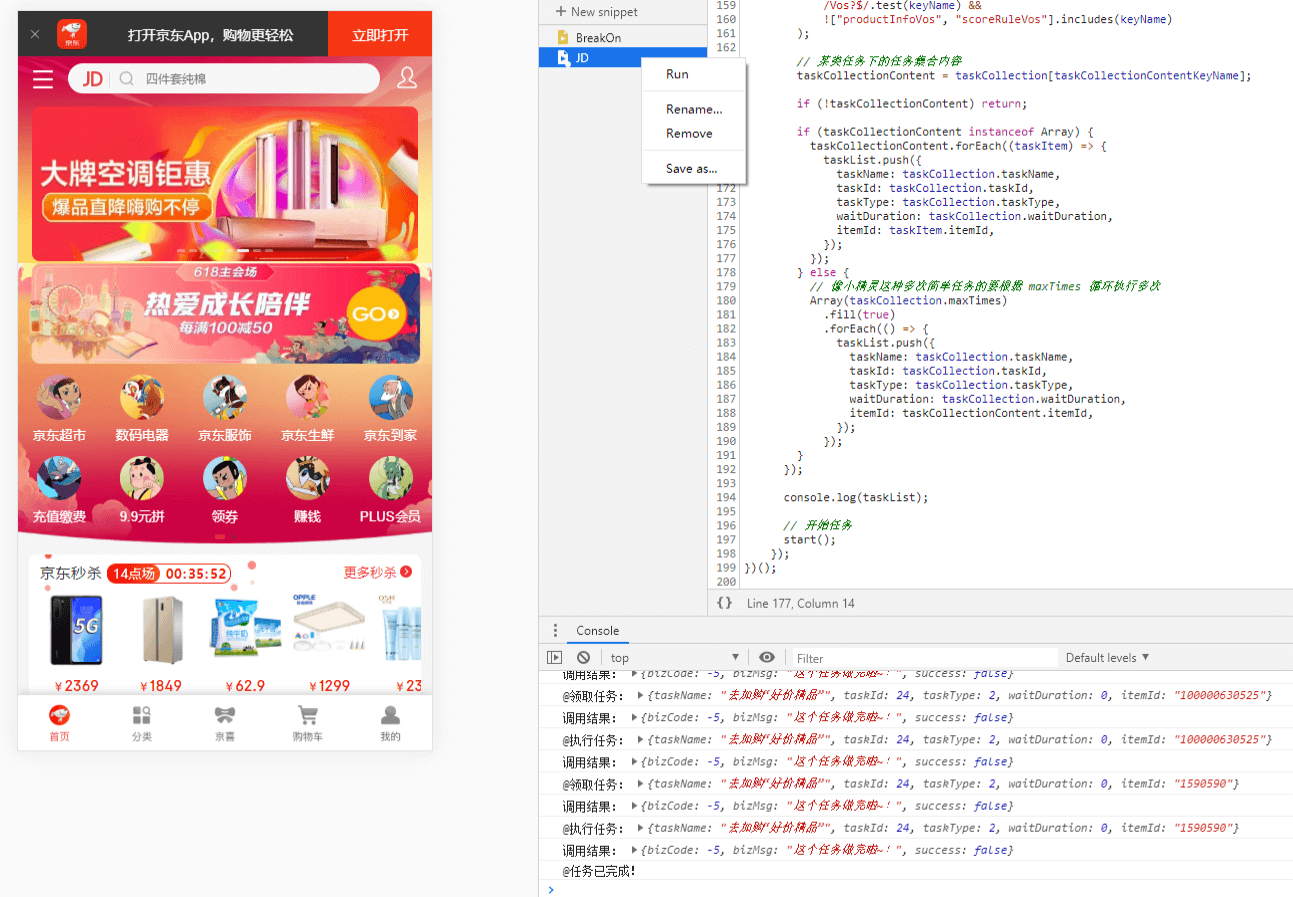 打开京东App，购物更轻松
立即打开
京东
JD
四件套纯棉
大牌空调钜惠
爆品直降嗨购不停
618主会场
热爱成长陪伴
每满100减50
GO
京东超市
数码电器
京东服饰
京东生鲜
京东到家
充值缴费
9.9元拼
领券
赚钱
PLUS会员
京东秒杀
14点场
00:35:52
更多秒杀
5G
纯牛奶
OPPLE
¥2369
¥1849
¥62.9
¥1299
¥23
首页
分类
京喜
购物车
我的
New snippet
BreakOn
JD
Run
Rename...
Remove
Save as...
159
160 /Vos?$/.test(keyName) &&
161 !["productInfoVos", "scoreRuleVos"].includes(keyName)
);
162
// 某类任务下的任务集合内容
taskCollectionContent = taskCollection[taskCollectionContentKeyName];
if (!taskCollectionContent) return;
if (taskCollectionContent instanceof Array) {
taskCollectionContent.forEach((taskItem) => {
taskList.push({
taskName: taskCollection.taskName,
172 taskId: taskCollection.taskId,
173 taskType: taskCollection.taskType,
174 waitDuration: taskCollection.waitDuration,
175 itemId: taskItem.itemId,
176 });
177 });
178 } else {
179 // 像小精灵这种多次简单任务的要根据 maxTimes 循环执行多次
180 Array(taskCollection.maxTimes)
181 .fill(true)
182 .forEach(() => {
183 taskList.push({
184 taskName: taskCollection.taskName,
185 taskId: taskCollection.taskId,
186 taskType: taskCollection.taskType,
187 waitDuration: taskCollection.waitDuration,
188 itemId: taskCollectionContent.itemId,
189 });
190 });
191 }
192 });
193
194 console.log(taskList);
195
196 // 开始任务
197 start();
198 });
199 })();
200
{} Line 177, Column 14
Console
top
Filter
Default levels
调用结果: {bizCode: -5, bizMsg: "这个任务做完啦~！", success: false}
@领取任务: {taskName: "去加购“好价精品”", taskId: 24, taskType: 2, waitDuration: 0, itemId: "100000630525"}
调用结果: {bizCode: -5, bizMsg: "这个任务做完啦~！", success: false}
@执行任务: {taskName: "去加购“好价精品”", taskId: 24, taskType: 2, waitDuration: 0, itemId: "100000630525"}
调用结果: {bizCode: -5, bizMsg: "这个任务做完啦~！", success: false}
@领取任务: {taskName: "去加购“好价精品”", taskId: 24, taskType: 2, waitDuration: 0, itemId: "1590590"}
调用结果: {bizCode: -5, bizMsg: "这个任务做完啦~！", success: false}
@执行任务: {taskName: "去加购“好价精品”", taskId: 24, taskType: 2, waitDuration: 0, itemId: "1590590"}
调用结果: {bizCode: -5, bizMsg: "这个任务做完啦~！", success: false}
@任务已完成!